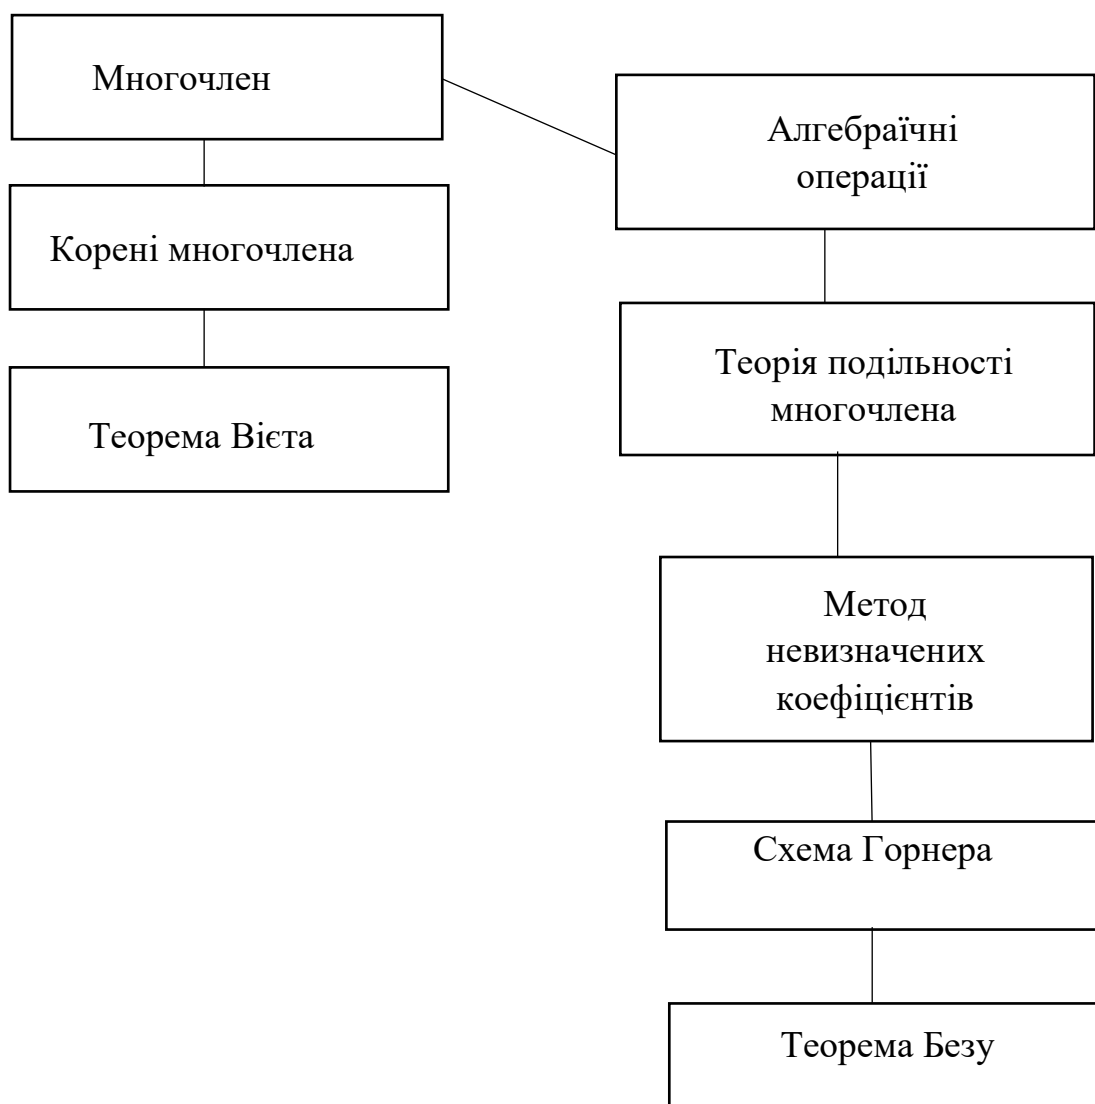 Многочлен
Алгебраїчні
операції
Корені многочлена
Теорія подільності
многочлена
Теорема Вієта
Метод
невизначених
коефіцієнтів
Схема Горнера
Теорема Безу